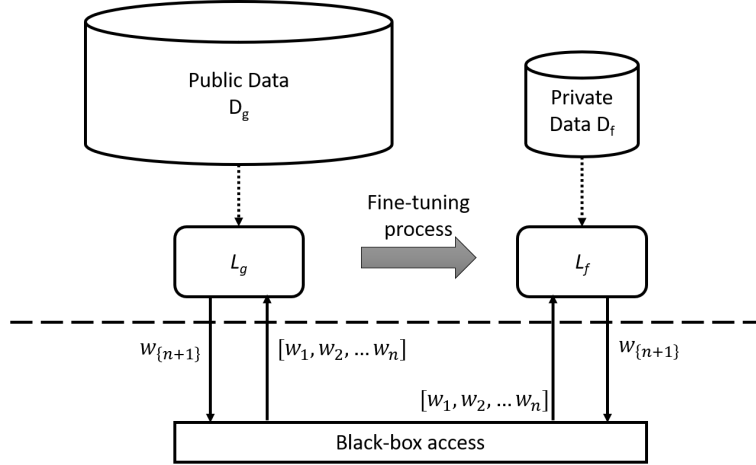 Public Data
D_g
Private
Data D_f
Fine-tuning
process
L_g
L_f
w_{n+1}
[w_1, w_2, … w_n]
w_{n+1}
[w_1, w_2, … w_n]
Black-box access